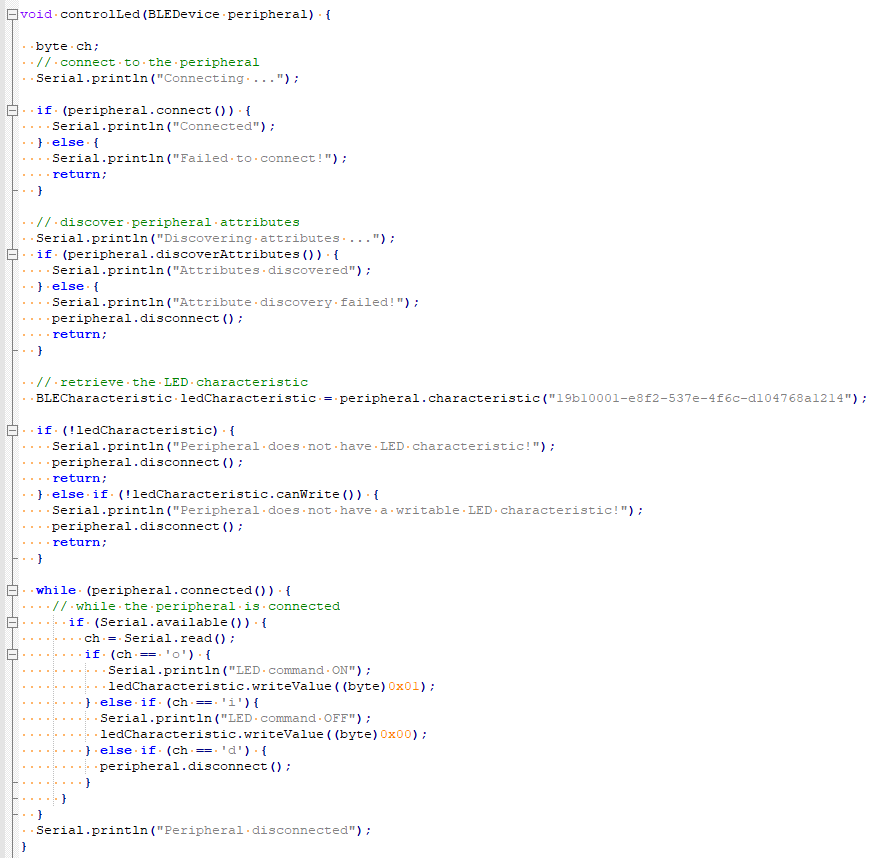 void controlLed(BLEDevice peripheral) {
  byte ch;
  // connect to the peripheral
  Serial.println("Connecting ...");
  if (peripheral.connect()) {
    Serial.println("Connected");
  } else {
    Serial.println("Failed to connect!");
    return;
  }
  // discover peripheral attributes
  Serial.println("Discovering attributes ...");
  if (peripheral.discoverAttributes()) {
    Serial.println("Attributes discovered");
  } else {
    Serial.println("Attribute discovery failed!");
    peripheral.disconnect();
    return;
  }
  // retrieve the LED characteristic
  BLECharacteristic ledCharacteristic = peripheral.characteristic("19b10001-e8f2-537e-4f6c-d104768a1214");
  if (!ledCharacteristic) {
    Serial.println("Peripheral does not have LED characteristic!");
    peripheral.disconnect();
    return;
  } else if (!ledCharacteristic.canWrite()) {
    Serial.println("Peripheral does not have a writable LED characteristic!");
    peripheral.disconnect();
    return;
  }
  while (peripheral.connected()) {
    // while the peripheral is connected
      if (Serial.available()) {
        ch = Serial.read();
        if (ch == 'o') {
           Serial.println("LED command ON");
           ledCharacteristic.writeValue((byte)0x01);
        } else if (ch == 'i'){
          Serial.println("LED command OFF");
          ledCharacteristic.writeValue((byte)0x00);
        } else if (ch == 'd') {
          peripheral.disconnect();
        }
     }
  }
  Serial.println("Peripheral disconnected");
}